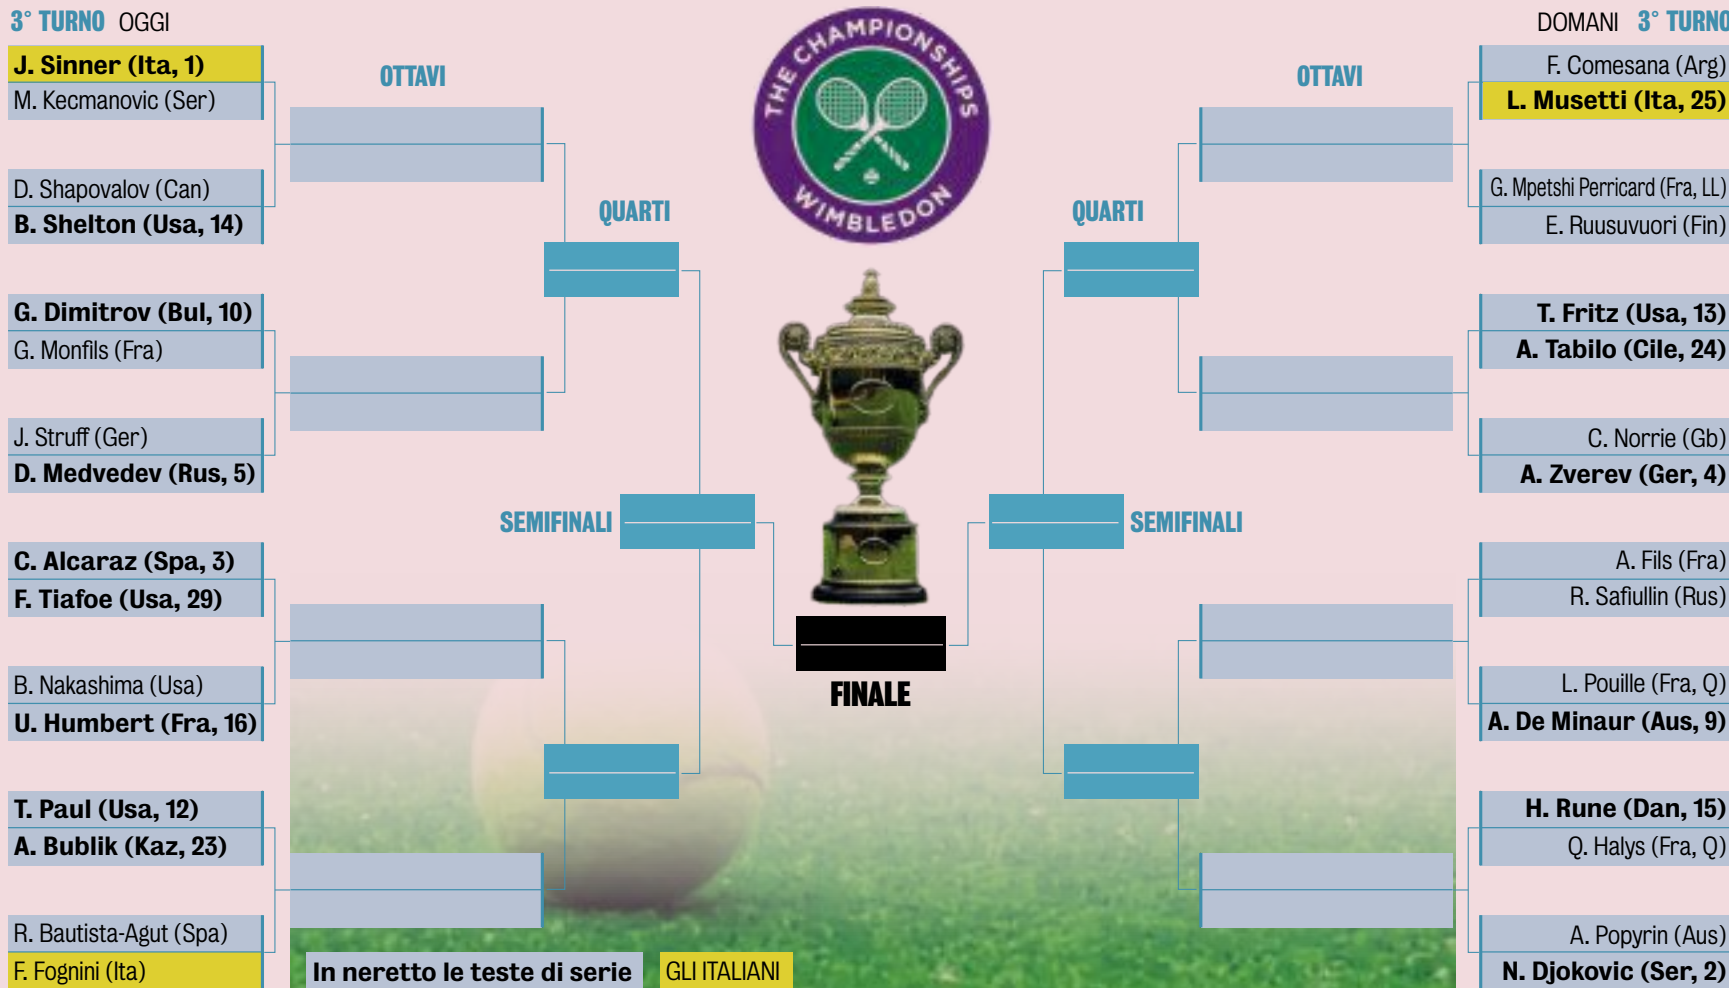 3° TURNO OGGI
J. Sinner (Ita, 1)
M. Kecmanovic (Ser)
D. Shapovalov (Can)
B. Shelton (Usa, 14)
G. Dimitrov (Bul, 10)
G. Monfils (Fra)
J. Struff (Ger)
D. Medvedev (Rus, 5)
C. Alcaraz (Spa, 3)
F. Tiafoe (Usa, 29)
B. Nakashima (Usa)
U. Humbert (Fra, 16)
T. Paul (Usa, 12)
A. Bublik (Kaz, 23)
R. Bautista-Agut (Spa)
F. Fognini (Ita)
OTTAVI
QUARTI
SEMIFINALI
THE CHAMPIONSHIPS
WIMBLEDON
FINALE
SEMIFINALI
QUARTI
OTTAVI
DOMANI 3° TURNO
F. Comesana (Arg)
L. Musetti (Ita, 25)
G. Mpetshi Perricard (Fra, LL)
E. Ruusuvuori (Fin)
T. Fritz (Usa, 13)
A. Tabilo (Cile, 24)
C. Norrie (Gb)
A. Zverev (Ger, 4)
A. Fils (Fra)
R. Safiullin (Rus)
L. Pouille (Fra, Q)
A. De Minaur (Aus, 9)
H. Rune (Dan, 15)
Q. Halys (Fra, Q)
A. Popyrin (Aus)
N. Djokovic (Ser, 2)
In neretto le teste di serie
GLI ITALIANI